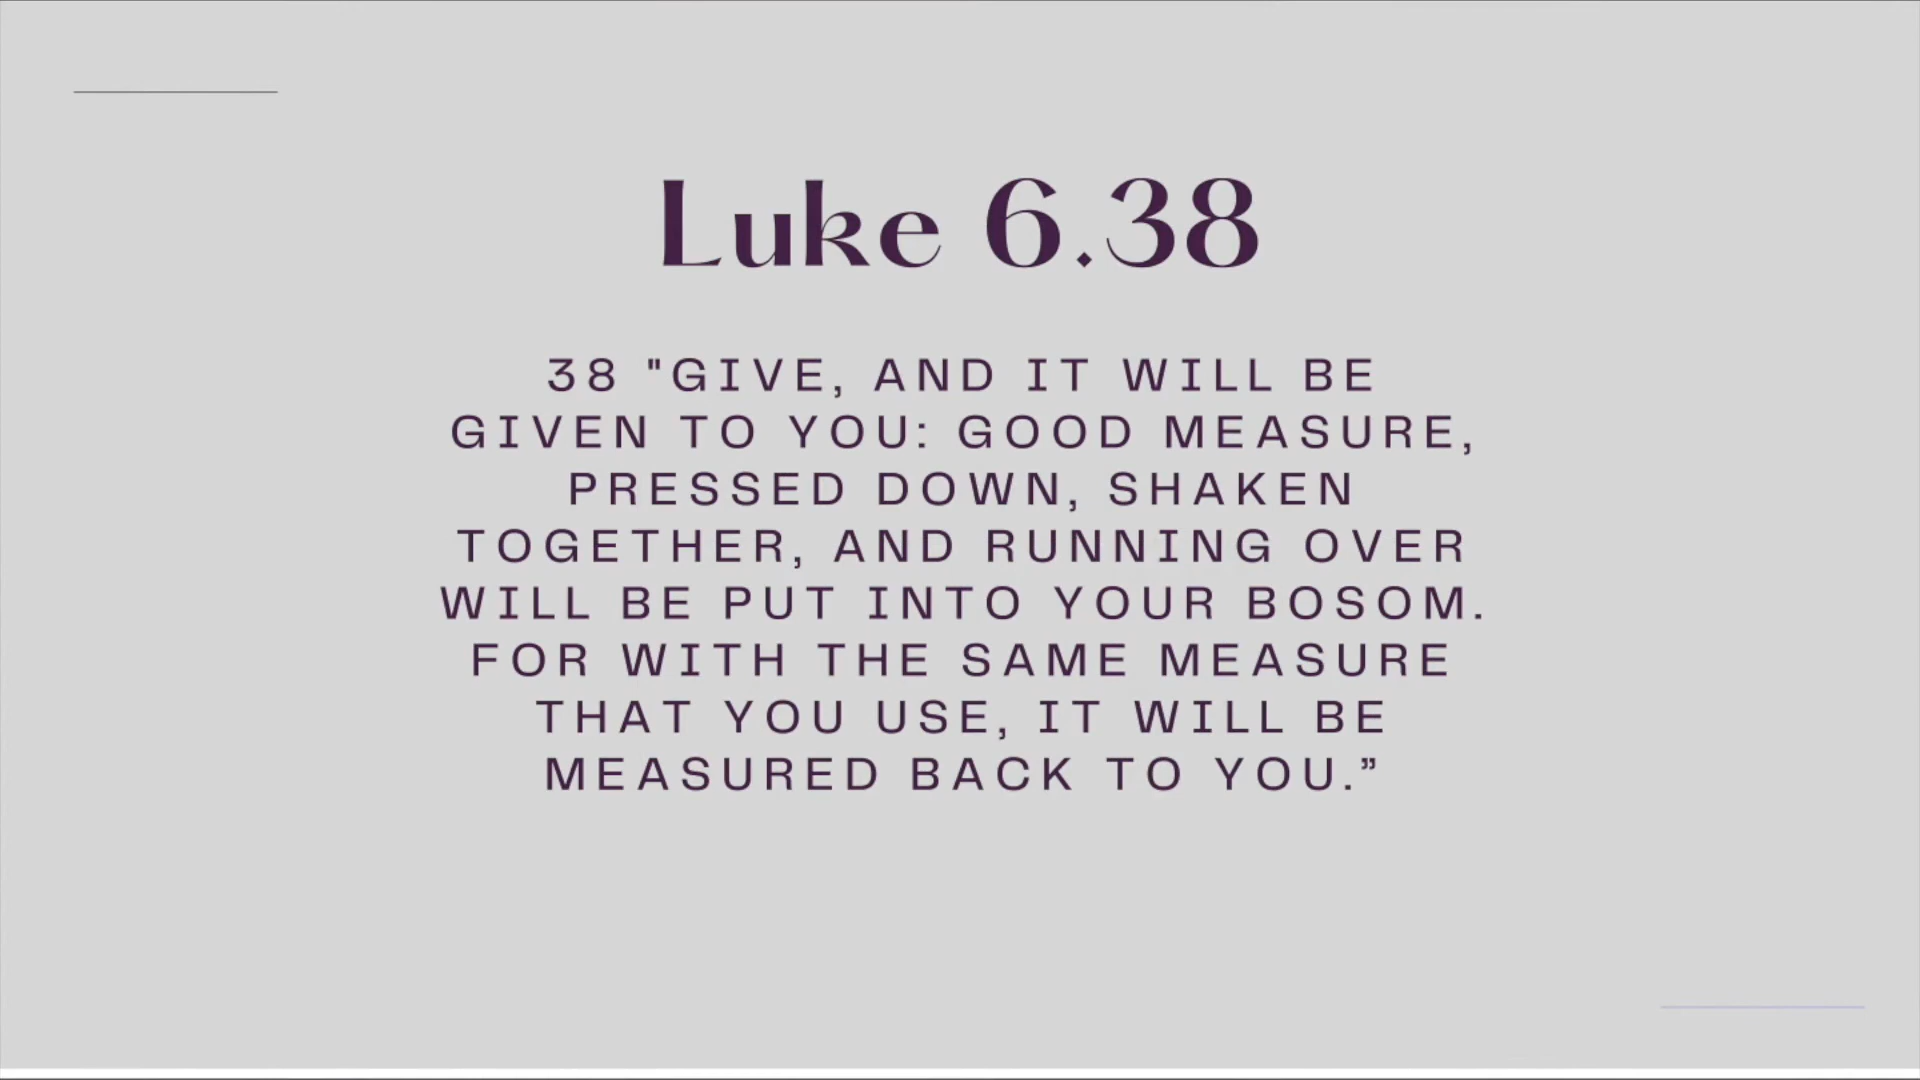 Luke 6.38
38 "GIVE, AND IT WILL BE
GIVEN TO YOU: GOOD MEASURE,
PRESSED DOWN, SHAKEN
TOGETHER, AND RUNNING OVER
WILL BE PUT INTO YOUR BOSOM.
FOR WITH THE SAME MEASURE
THAT YOU USE, IT WILL BE
MEASURED BACK TO YOU.”